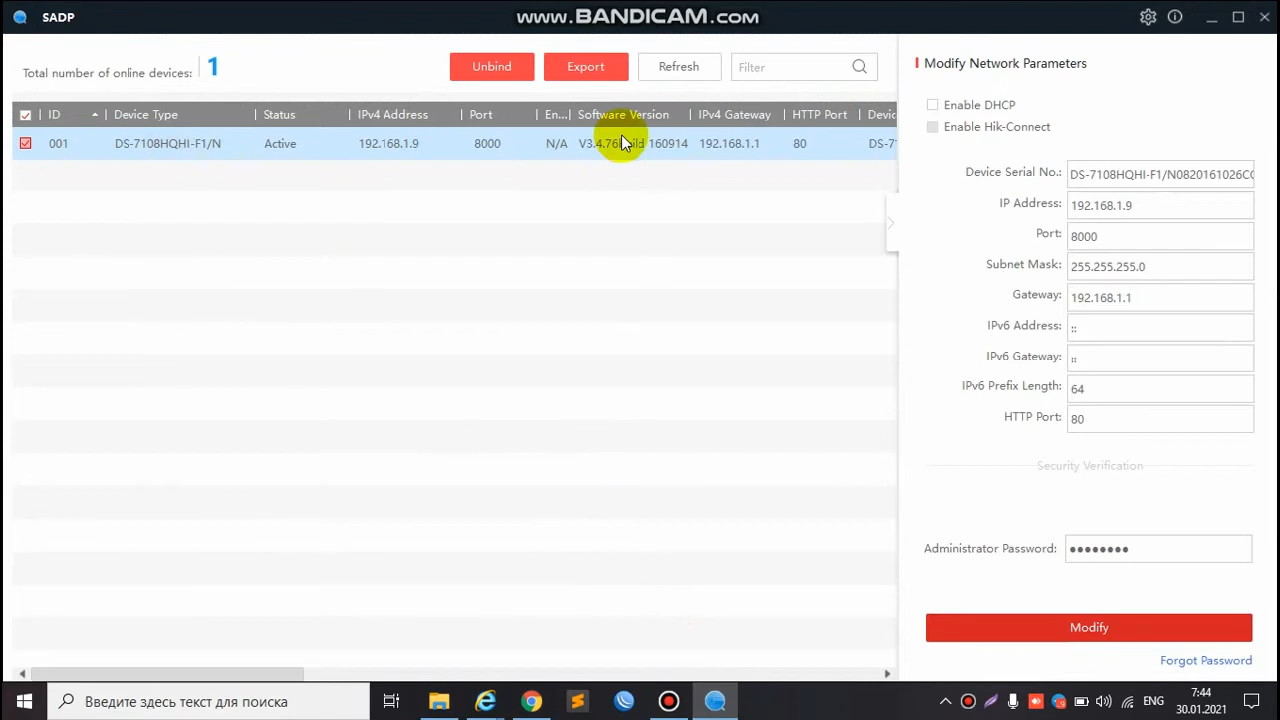 SADP
www.BANDICAM.com
Total number of online devices: 1
Unbind
Export
Refresh
Filter
ID Device Type Status IPv4 Address Port En... Software Version IPv4 Gateway HTTP Port Devic
001 DS-7108HQHI-F1/N Active 192.168.1.9 8000 N/A 160914 192.168.1.1 80 DS-7
Modify Network Parameters
Enable DHCP
Enable Hik-Connect
Device Serial No.: DS-7108HQHI-F1/N0820161026CC
IP Address: 192.168.1.9
Port: 8000
Subnet Mask: 255.255.255.0
Gateway: 192.168.1.1
IPv6 Address: ::
IPv6 Gateway: ::
IPv6 Prefix Length: 64
HTTP Port: 80
Security Verification
Administrator Password: ●●●●●●●●
Modify
Forgot Password
Введите здесь текст для поиска
ENG
7:44
30.01.2021